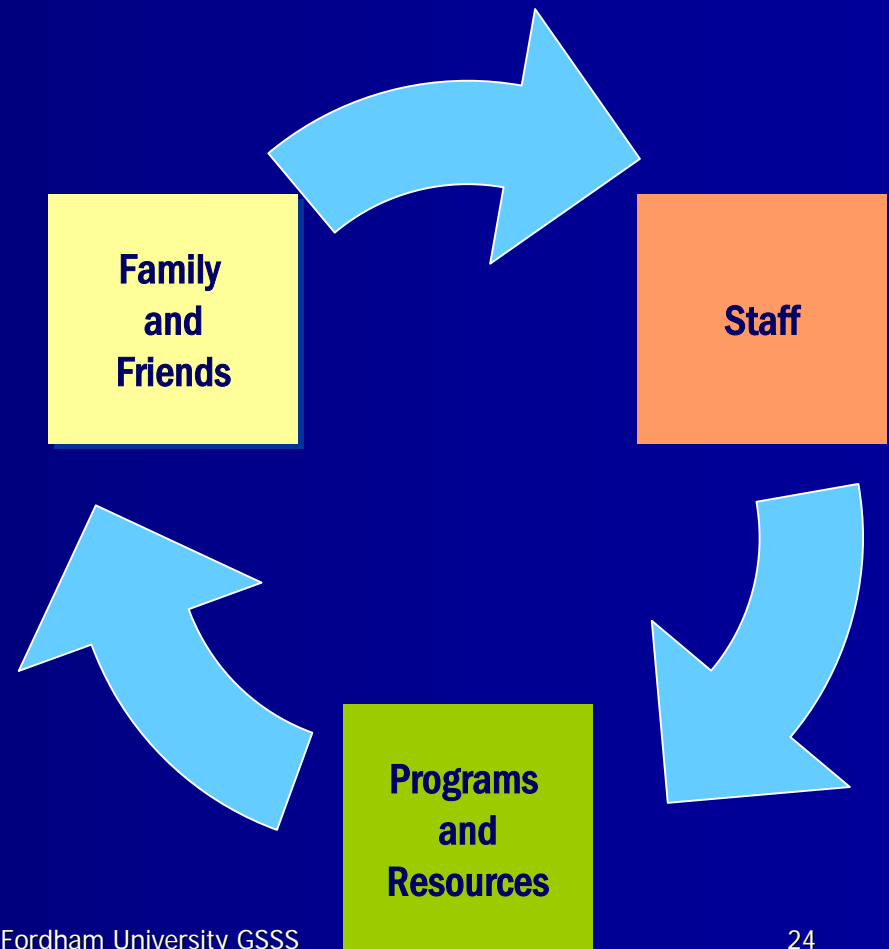 Family
and
Friends
Staff
Programs
and
Resources
Fordham University GSSS
24